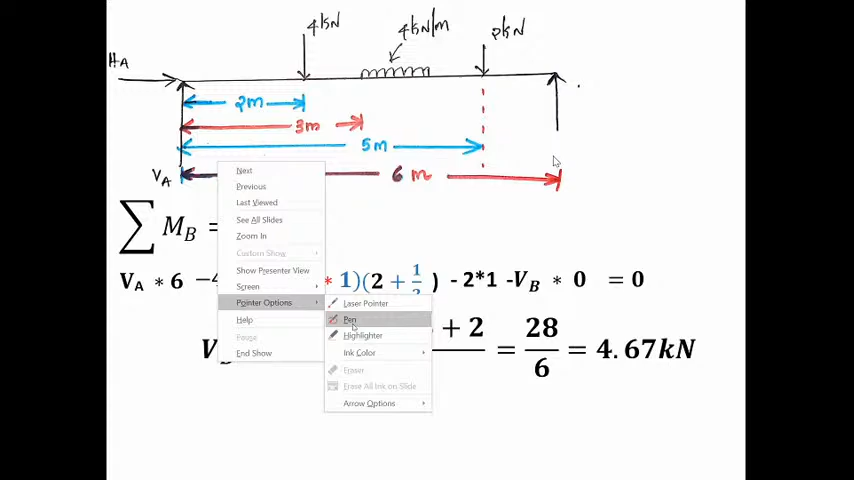 4kN
4kN/m
2kN
HA
2m
3m
5m
VA
6 m
Next
Previous
Last Viewed
See All Slides
Zoom In
Custom Show
Show Presenter View
Screen
Pointer Options
Help
Pause
End Show
Laser Pointer
Pen
Highlighter
Ink Color
Eraser
Erase All Ink on Slide
Arrow Options
∑ M_B =
V_A * 6 −4 * 1)(2 + 1/2) - 2*1 -V_B * 0 = 0
V + 2 = 28/6 = 4.67kN